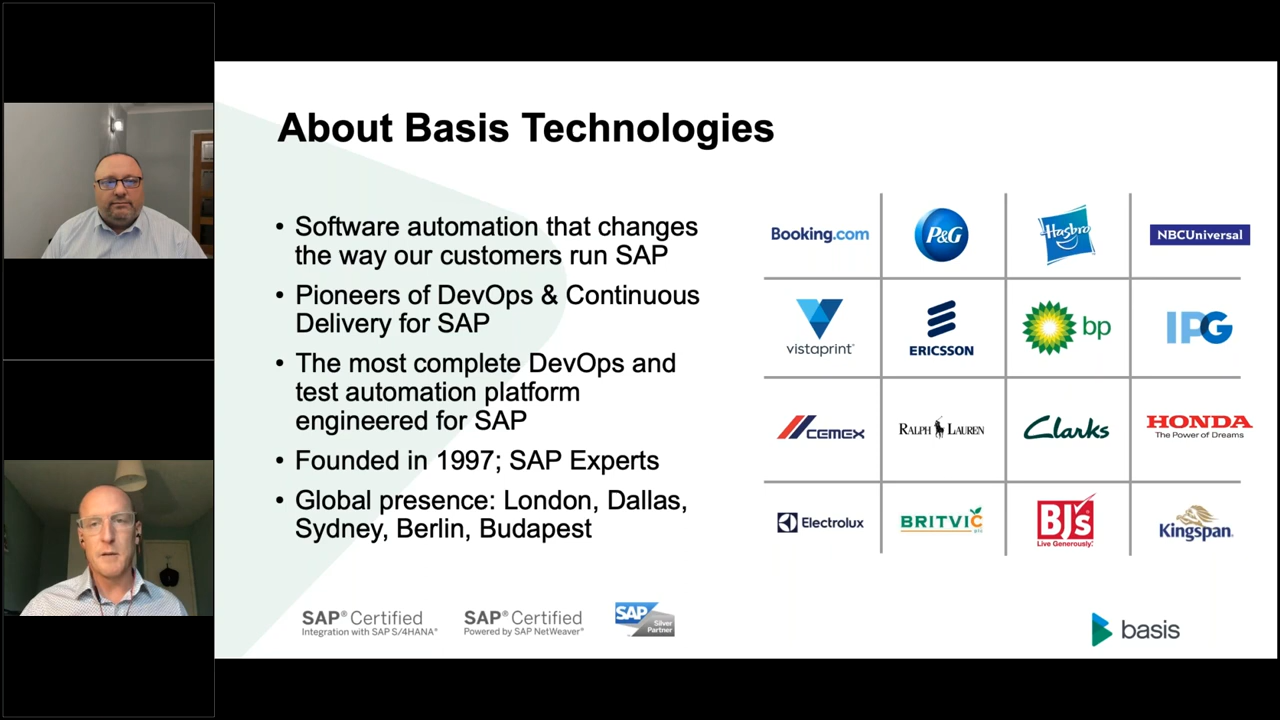 About Basis Technologies
• Software automation that changes
the way our customers run SAP
• Pioneers of DevOps & Continuous
Delivery for SAP
• The most complete DevOps and
test automation platform
engineered for SAP
• Founded in 1997; SAP Experts
• Global presence: London, Dallas,
Sydney, Berlin, Budapest
Booking.com
P&G
Hasbro
NBCUniversal
vistaprint
ERICSSON
bp
IPG
CEMEX
RALPH LAUREN
Clarks
HONDA
The Power of Dreams
Electrolux
BRITVIC
plc
BJ's
Live Generously!
Kingspan.
SAP® Certified
Integration with SAP S/4HANA®
SAP® Certified
Powered by SAP NetWeaver®
SAP
Silver
Partner
basis